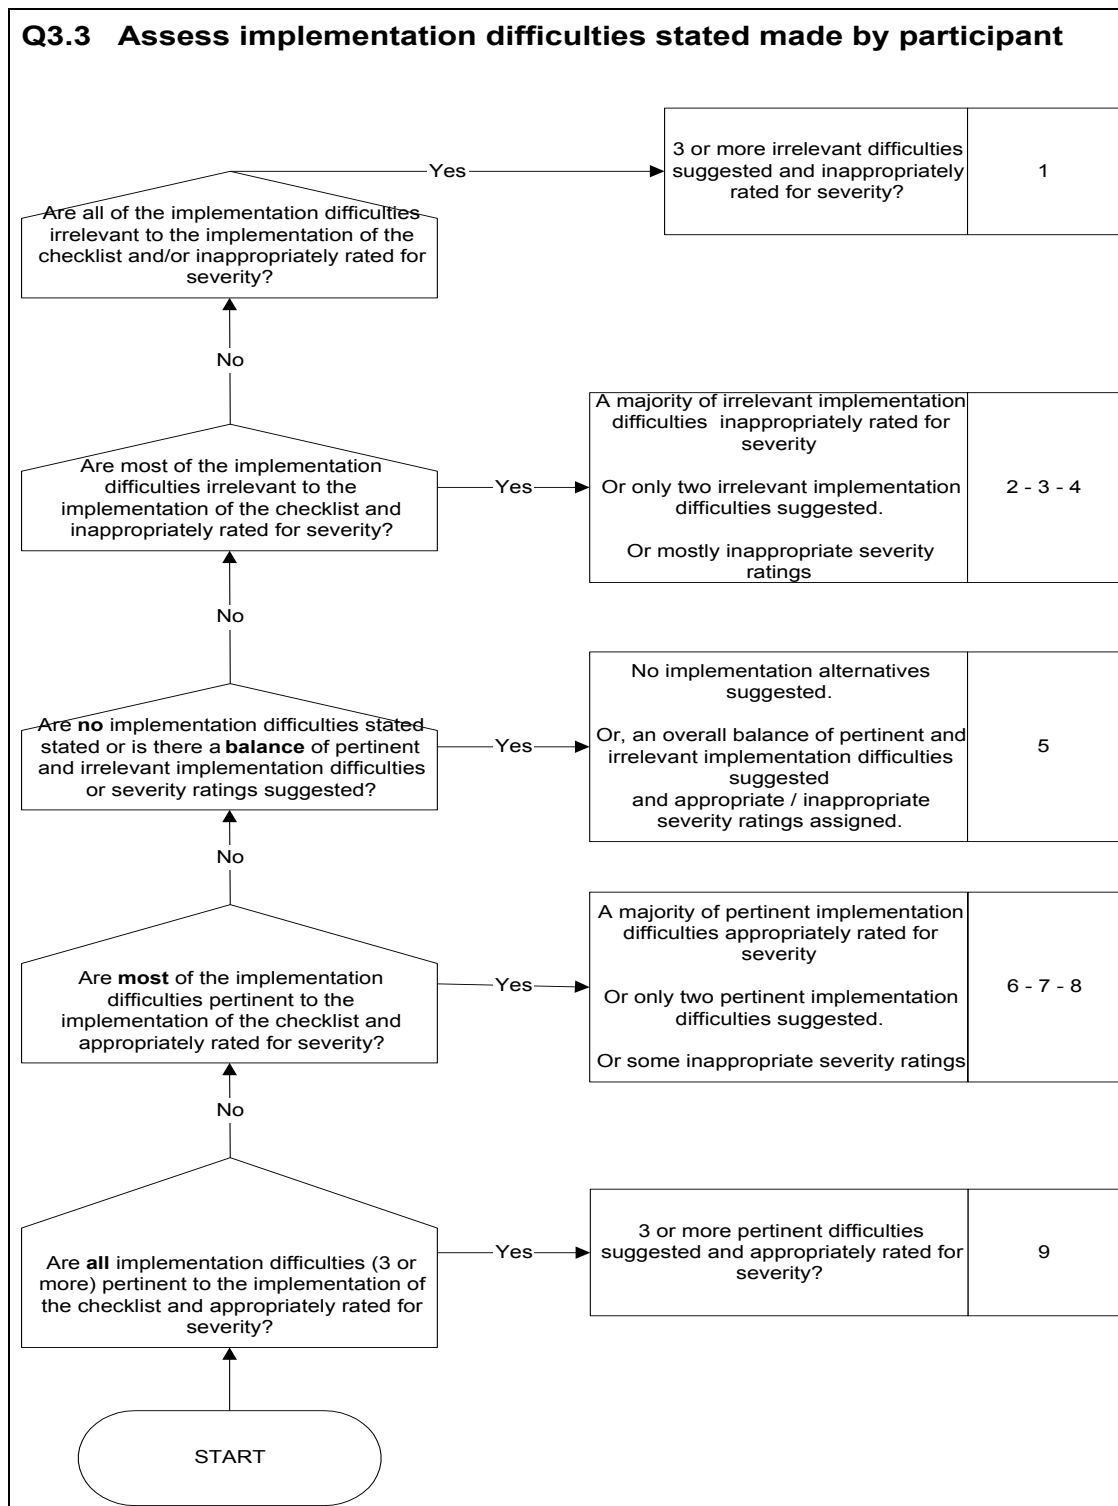 Q3.3 Assess implementation difficulties stated made by participant
3 or more irrelevant difficulties
suggested and inappropriately
rated for severity?
1
Yes
Are all of the implementation difficulties
irrelevant to the implementation of the
checklist and/or inappropriately rated for
severity?
No
A majority of irrelevant implementation
difficulties inappropriately rated for
severity
Or only two irrelevant implementation
difficulties suggested.
Or mostly inappropriate severity
ratings
2 - 3 - 4
Yes
Are most of the implementation
difficulties irrelevant to the
implementation of the checklist and
inappropriately rated for severity?
No
No implementation alternatives
suggested.
Or, an overall balance of pertinent and
irrelevant implementation difficulties
suggested
and appropriate / inappropriate
severity ratings assigned.
5
Yes
Are no implementation difficulties stated
stated or is there a balance of pertinent
and irrelevant implementation difficulties
or severity ratings suggested?
No
A majority of pertinent implementation
difficulties appropriately rated for
severity
Or only two pertinent implementation
difficulties suggested.
Or some inappropriate severity ratings
6 - 7 - 8
Yes
Are most of the implementation
difficulties pertinent to the
implementation of the checklist and
appropriately rated for severity?
No
3 or more pertinent difficulties
suggested and appropriately rated for
severity?
9
Yes
Are all implementation difficulties (3 or
more) pertinent to the implementation of
the checklist and appropriately rated for
severity?
START